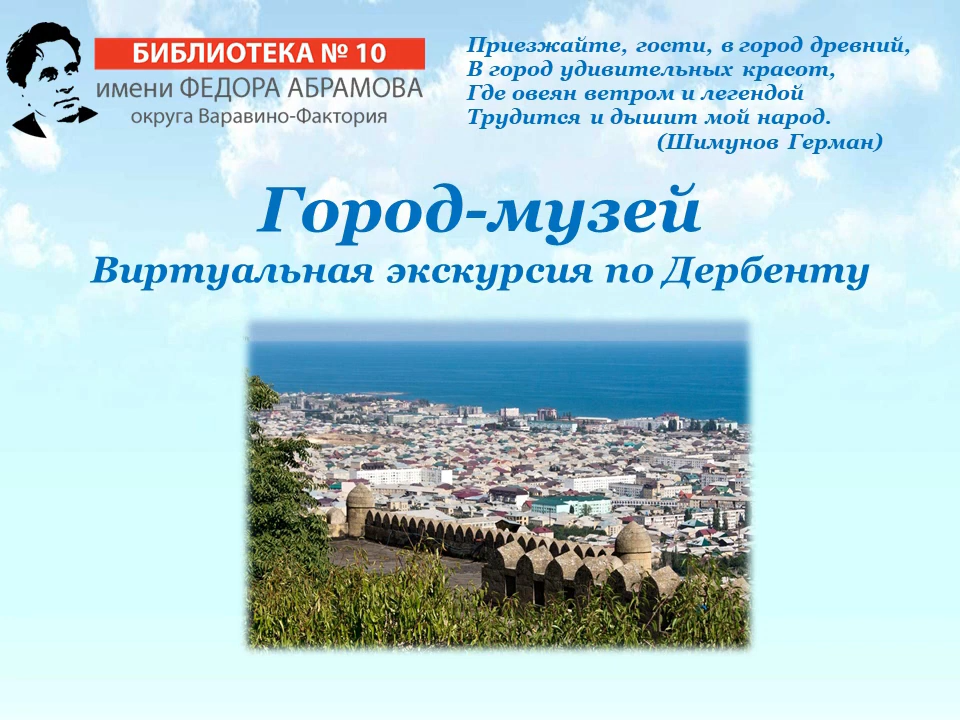 БИБЛИОТЕКА № 10
имени ФЕДОРА АБРАМОВА
округа Варавино-Фактория
Приезжайте, гости, в город древний,
В город удивительных красот,
Где овеян ветром и легендой
Трудится и дышит мой народ.
(Шимунов Герман)
Город-музей
Виртуальная экскурсия по Дербенту